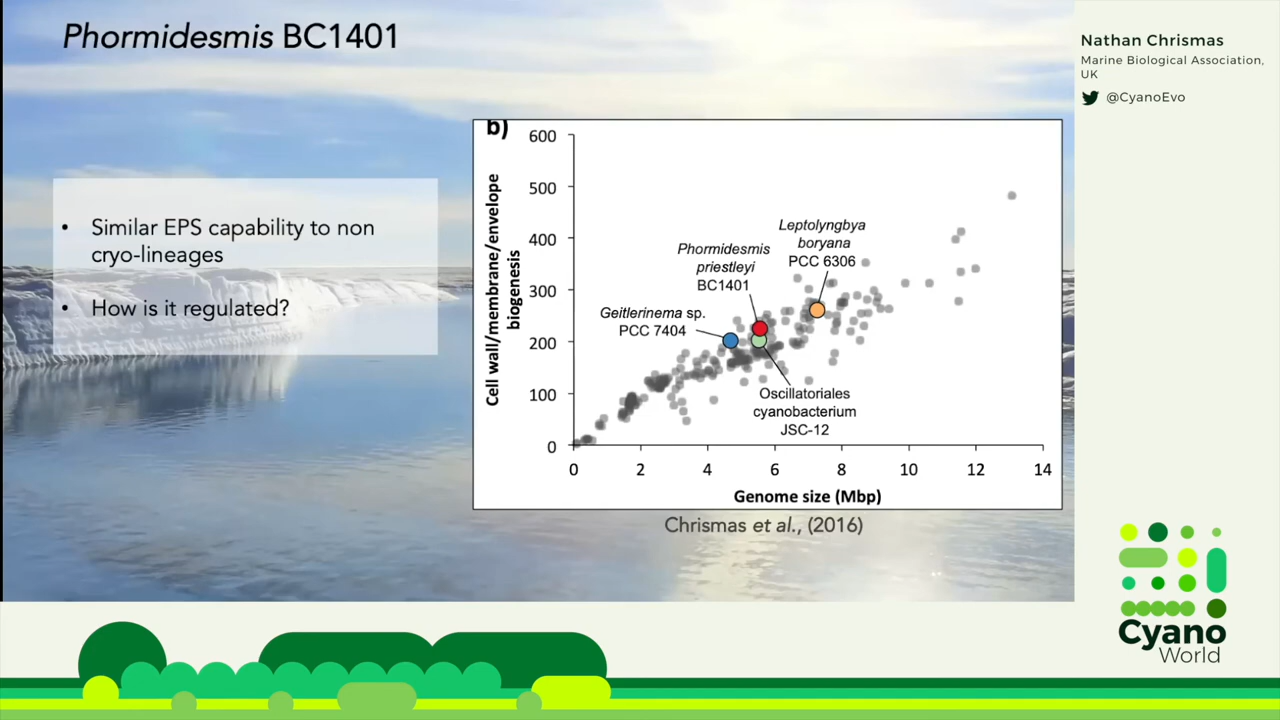 Phormidesmis BC1401
• Similar EPS capability to non
cryo-lineages
• How is it regulated?
b)
Cell wall/membrane/envelope
biogenesis
600
500
400
300
200
100
0
0 2 4 6 8 10 12 14
Genome size (Mbp)
Geitlerinema sp.
PCC 7404
Phormidesmis
priestleyi
BC1401
Leptolyngbya
boryana
PCC 6306
Oscillatoriales
cyanobacterium
JSC-12
Chrismas et al., (2016)
Nathan Chrismas
Marine Biological Association,
UK
@CyanoEvo
Cyano
World